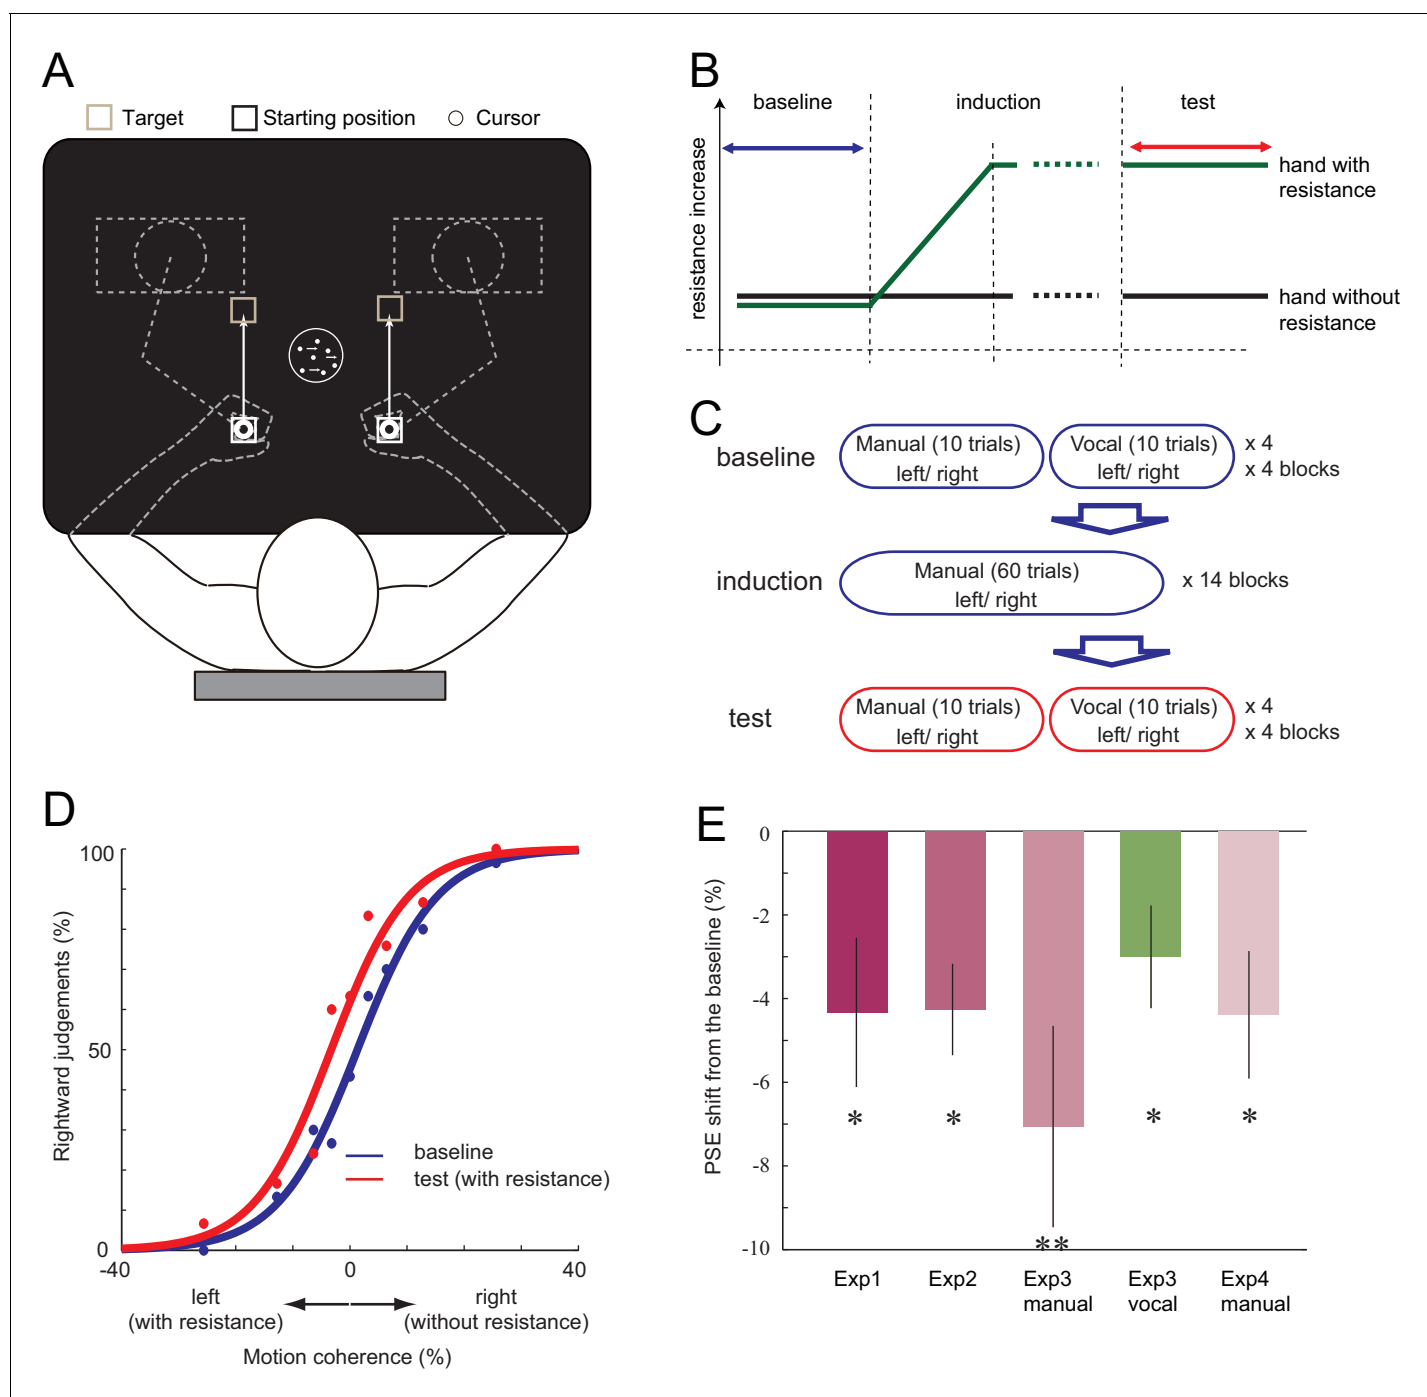 A
Target
Starting position
Cursor
B
baseline
induction
test
resistance increase
hand with
resistance
hand without
resistance
C
baseline
Manual (10 trials)
left/ right
Vocal (10 trials)
left/ right
x 4
x 4 blocks
induction
Manual (60 trials)
left/ right
x 14 blocks
test
Manual (10 trials)
left/ right
Vocal (10 trials)
left/ right
x 4
x 4 blocks
D
Rightward judgements (%)
100
50
0
-40
0
40
baseline
test (with resistance)
left
(with resistance)
right
(without resistance)
Motion coherence (%)
E
PSE shift from the baseline (%)
0
-2
-4
-6
-8
-10
*
*
**
*
*
Exp1
Exp2
Exp3
manual
Exp3
vocal
Exp4
manual